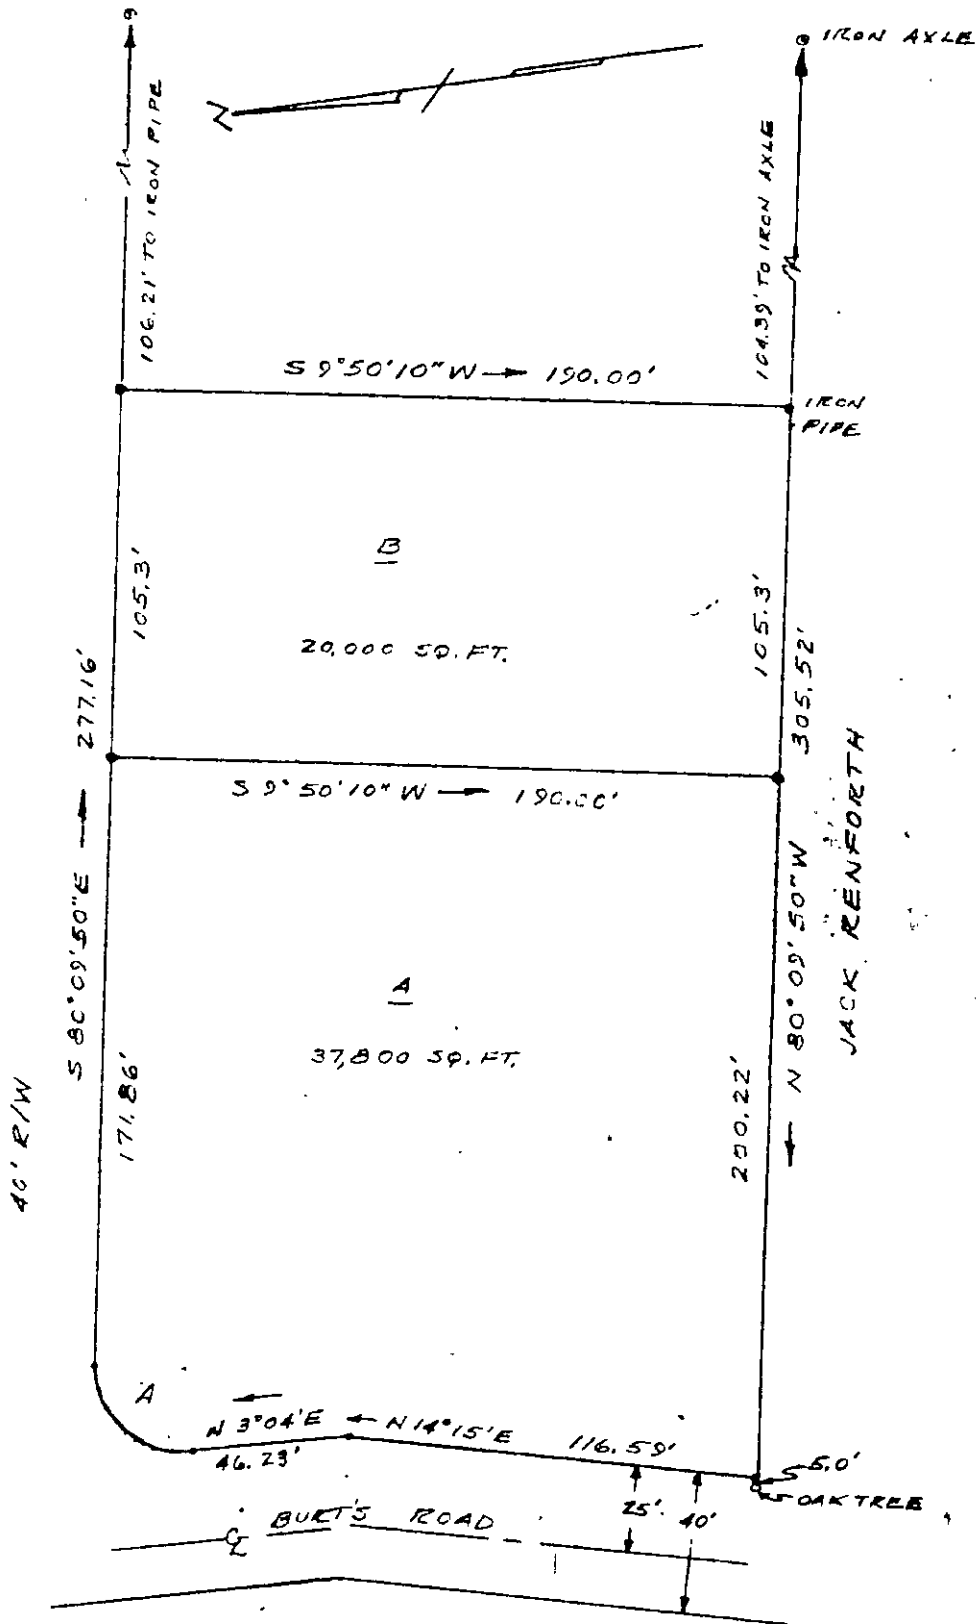 IRON AXLE
106.21' TO IRON PIPE
104.39' TO IRON AXLE
S 9°50'10" W → 190.00'
IRON
PIPE
B
20,000 SQ. FT.
105.3'
105.3'
277.16'
305.52'
S 9°50'10" W → 190.00'
S 80°09'50"E →
← N 80°09'50"W
JACK RENFORTH
A
37,800 SQ. FT.
171.86'
200.22'
40' R/W
A
← N 3°04'E
46.23'
← N 14°15'E
116.59'
5.0'
OAK TREE
25'
40'
℄ BURT'S ROAD